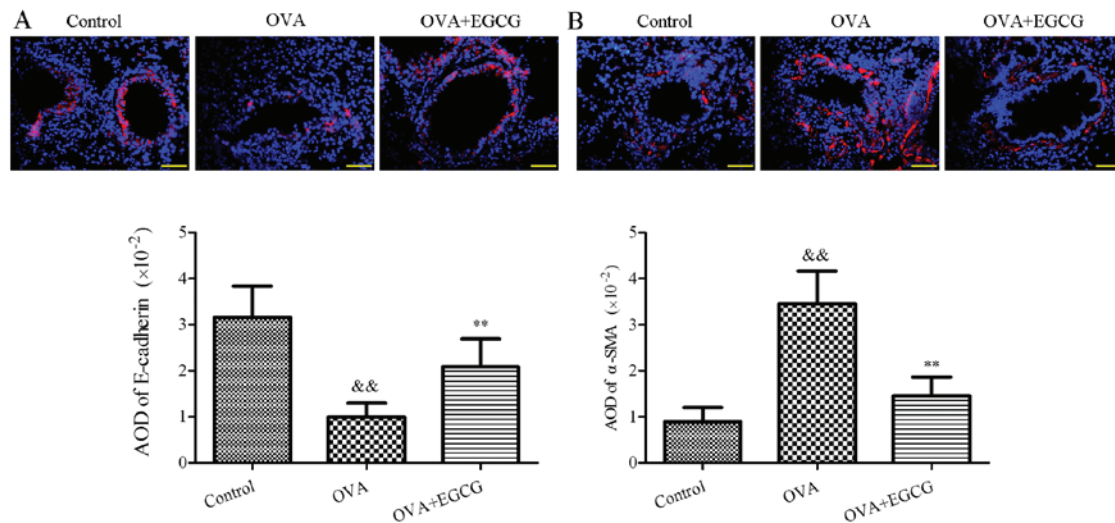 A
Control
OVA
OVA+EGCG
B
Control
OVA
OVA+EGCG
AOD of E-cadherin (×10⁻²)
5
4
3
2
1
0
&&
**
Control
OVA
OVA+EGCG
AOD of α-SMA (×10⁻²)
5
4
3
2
1
0
&&
**
Control
OVA
OVA+EGCG